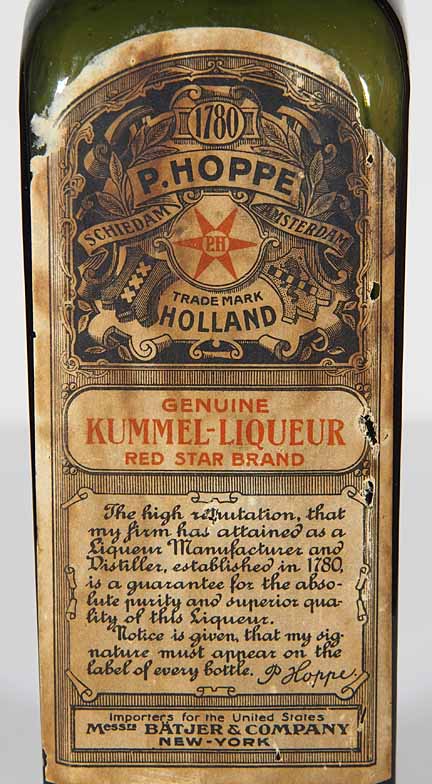 1780
P. HOPPE
SCHIEDAM AMSTERDAM
P.H
TRADE MARK
HOLLAND
GENUINE
KUMMEL-LIQUEUR
RED STAR BRAND
The high reputation, that
my firm has attained as a
Liqueur Manufacturer and
Distiller, established in 1780,
is a guarantee for the abso-
lute purity and superior qua-
lity of this Liqueur.
Notice is given, that my sig-
nature must appear on the
label of every bottle. P Hoppe.
Importers for the United States
Messrs BÄTJER & COMPANY
NEW-YORK